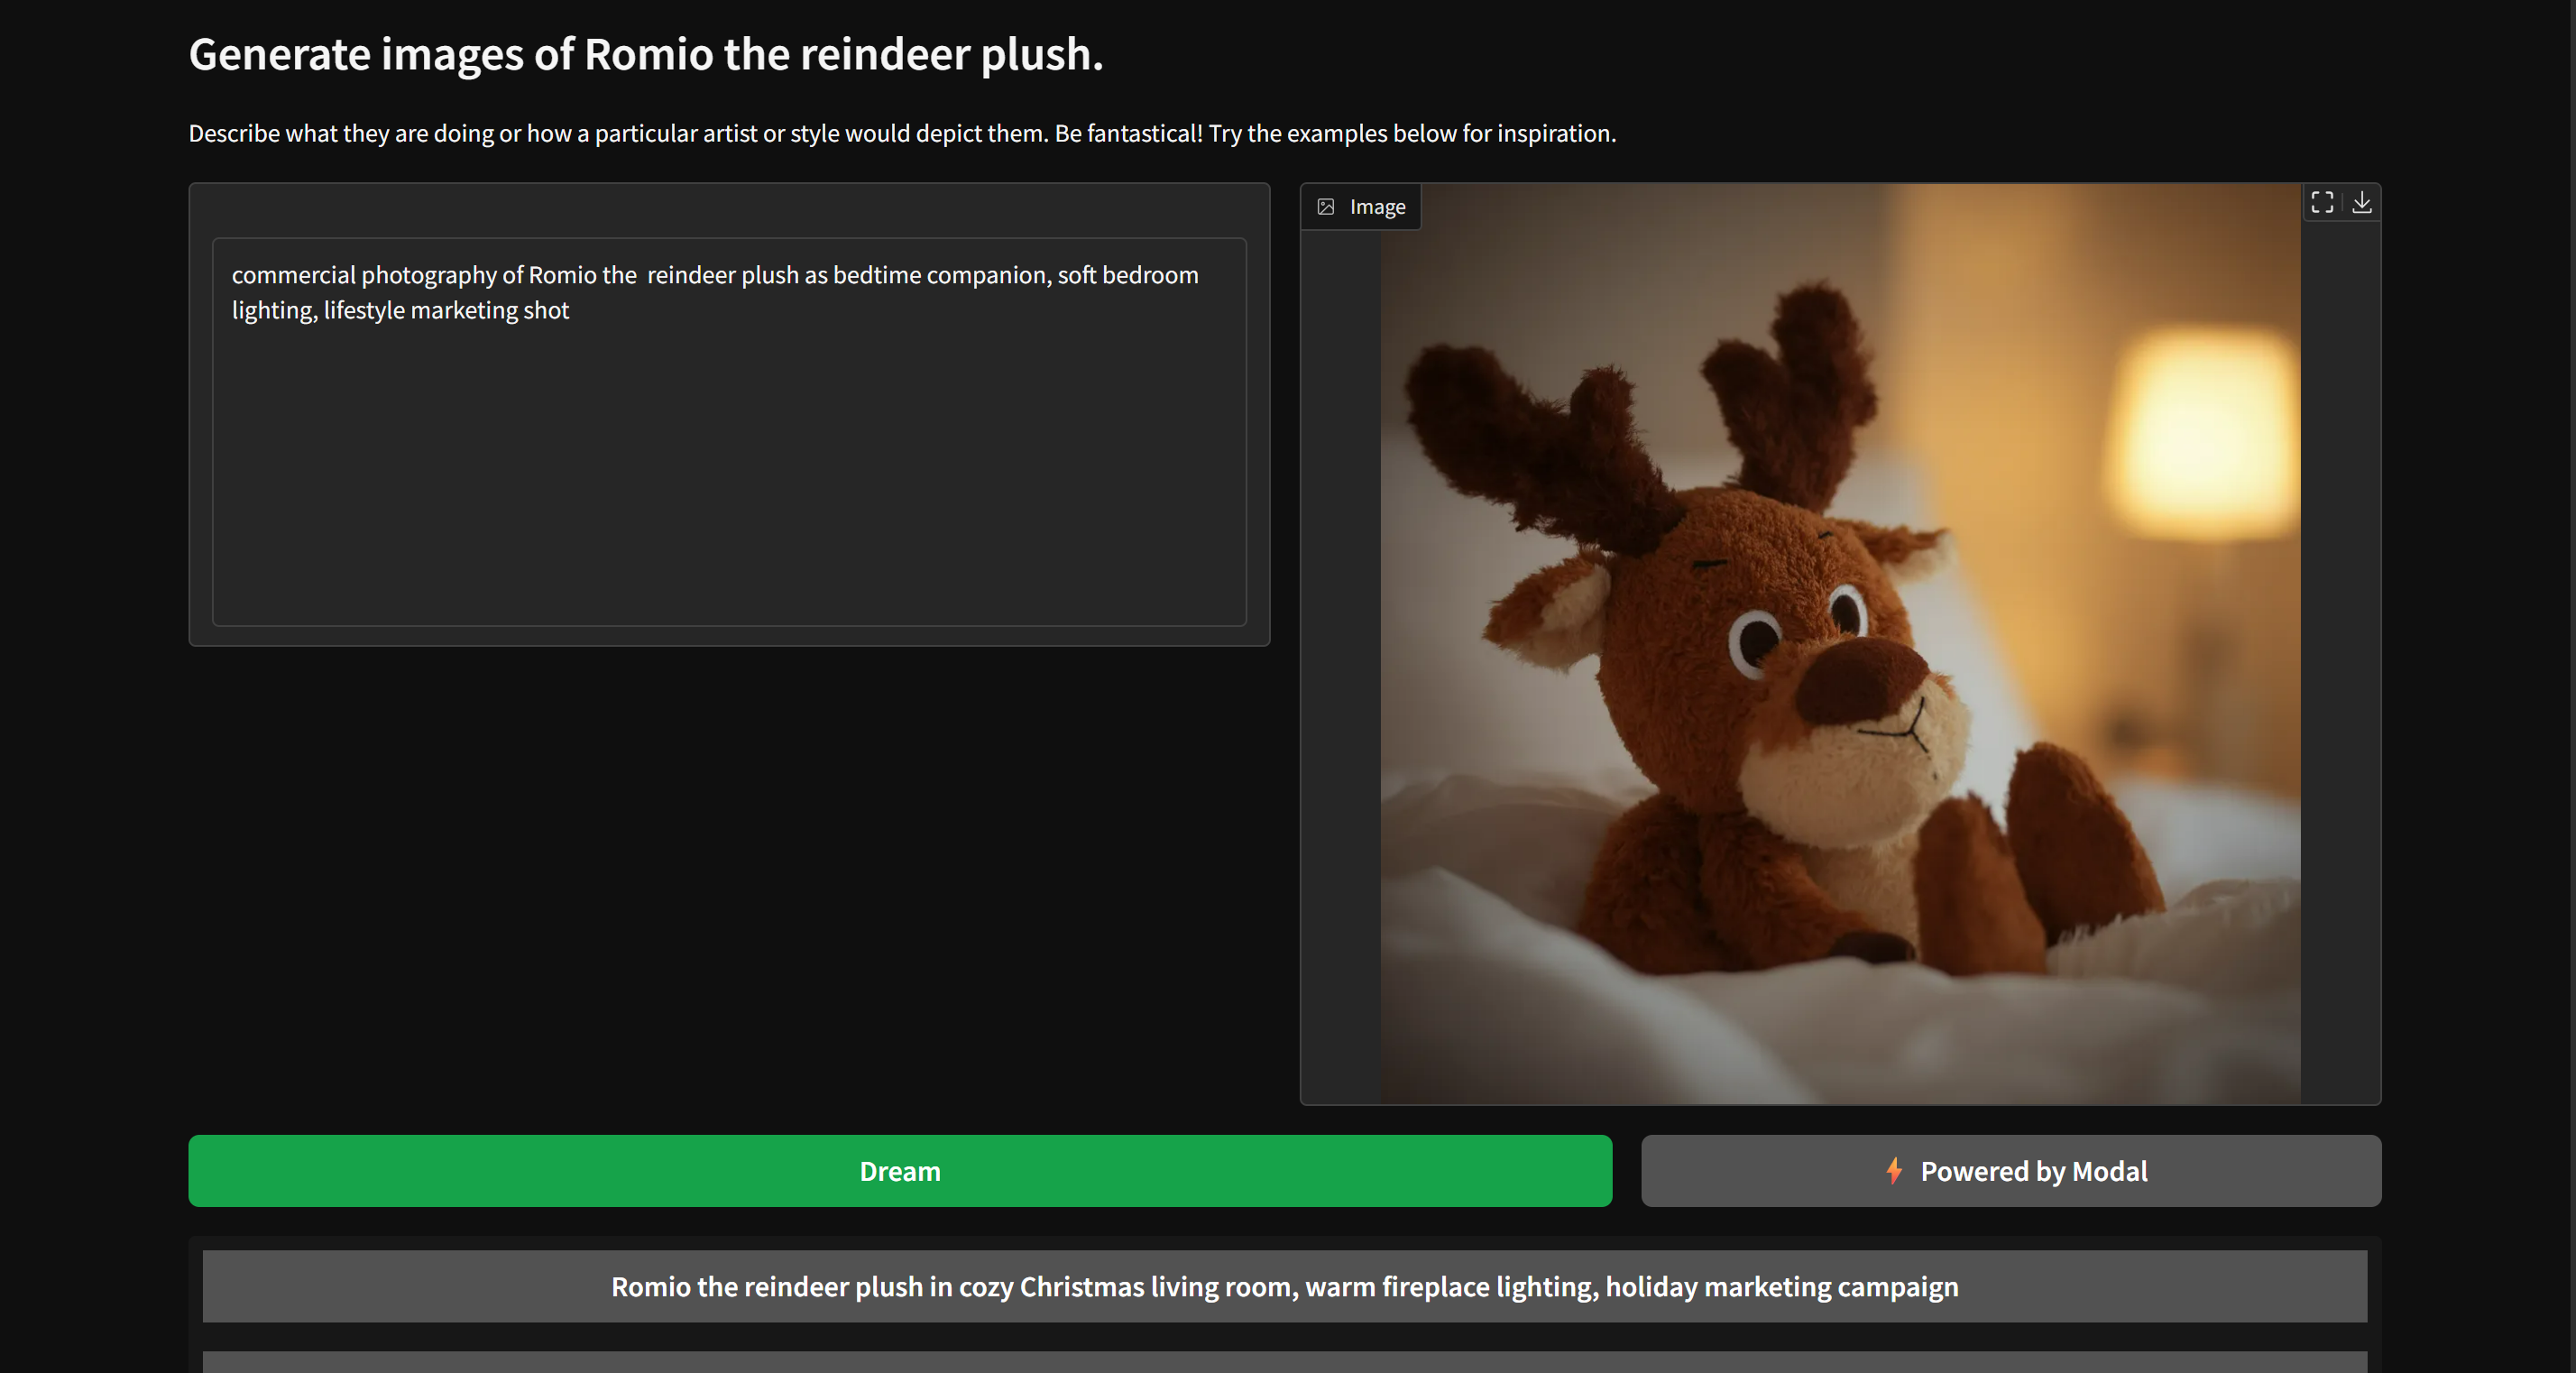 Generate images of Romio the reindeer plush.
Describe what they are doing or how a particular artist or style would depict them. Be fantastical! Try the examples below for inspiration.
commercial photography of Romio the  reindeer plush as bedtime companion, soft bedroom
lighting, lifestyle marketing shot
Image
Dream
Powered by Modal
Romio the reindeer plush in cozy Christmas living room, warm fireplace lighting, holiday marketing campaign